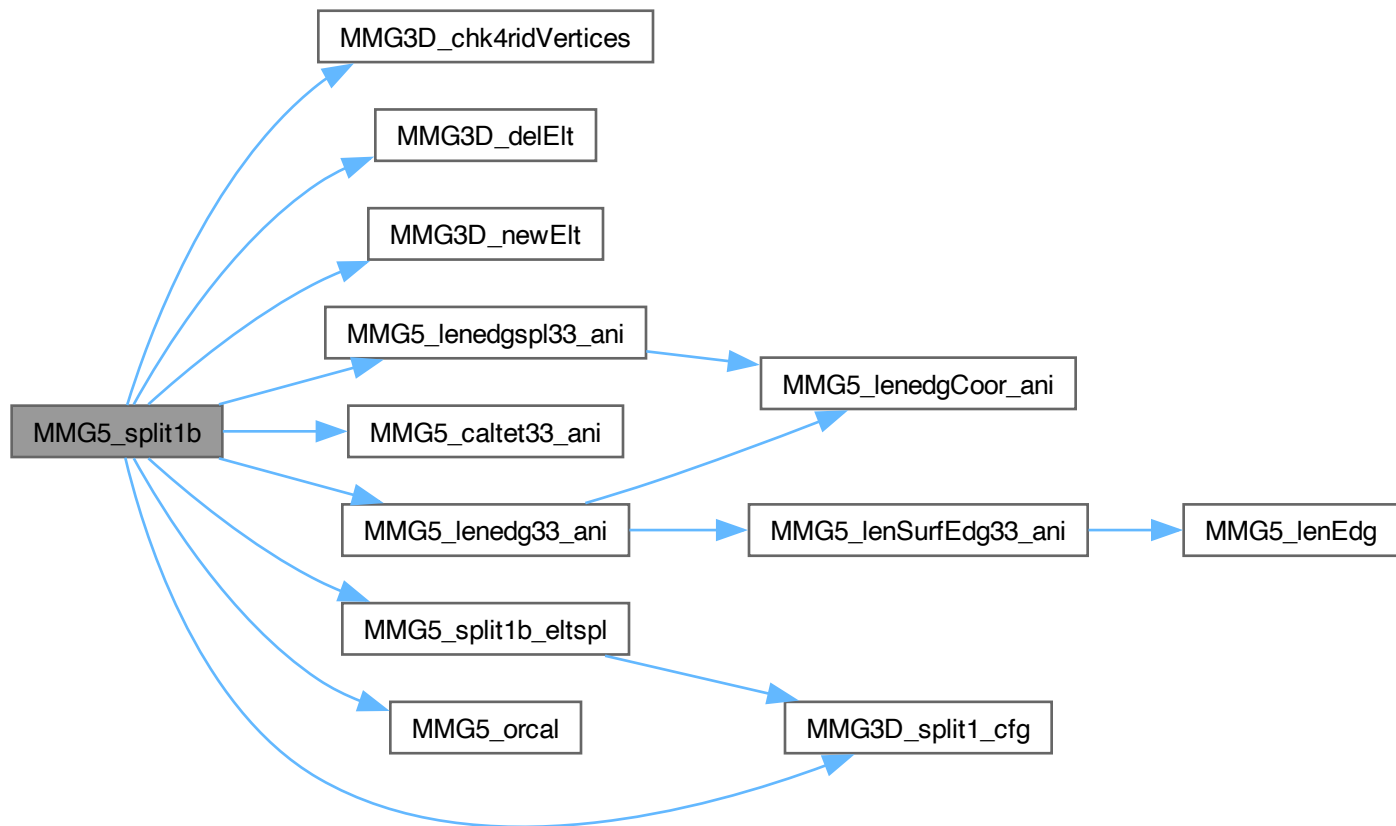 MMG3D_chk4ridVertices
MMG3D_delElt
MMG3D_newElt
MMG5_lenedgspl33_ani
MMG5_lenedgCoor_ani
MMG5_split1b
MMG5_caltet33_ani
MMG5_lenedg33_ani
MMG5_lenSurfEdg33_ani
MMG5_lenEdg
MMG5_split1b_eltspl
MMG5_orcal
MMG3D_split1_cfg